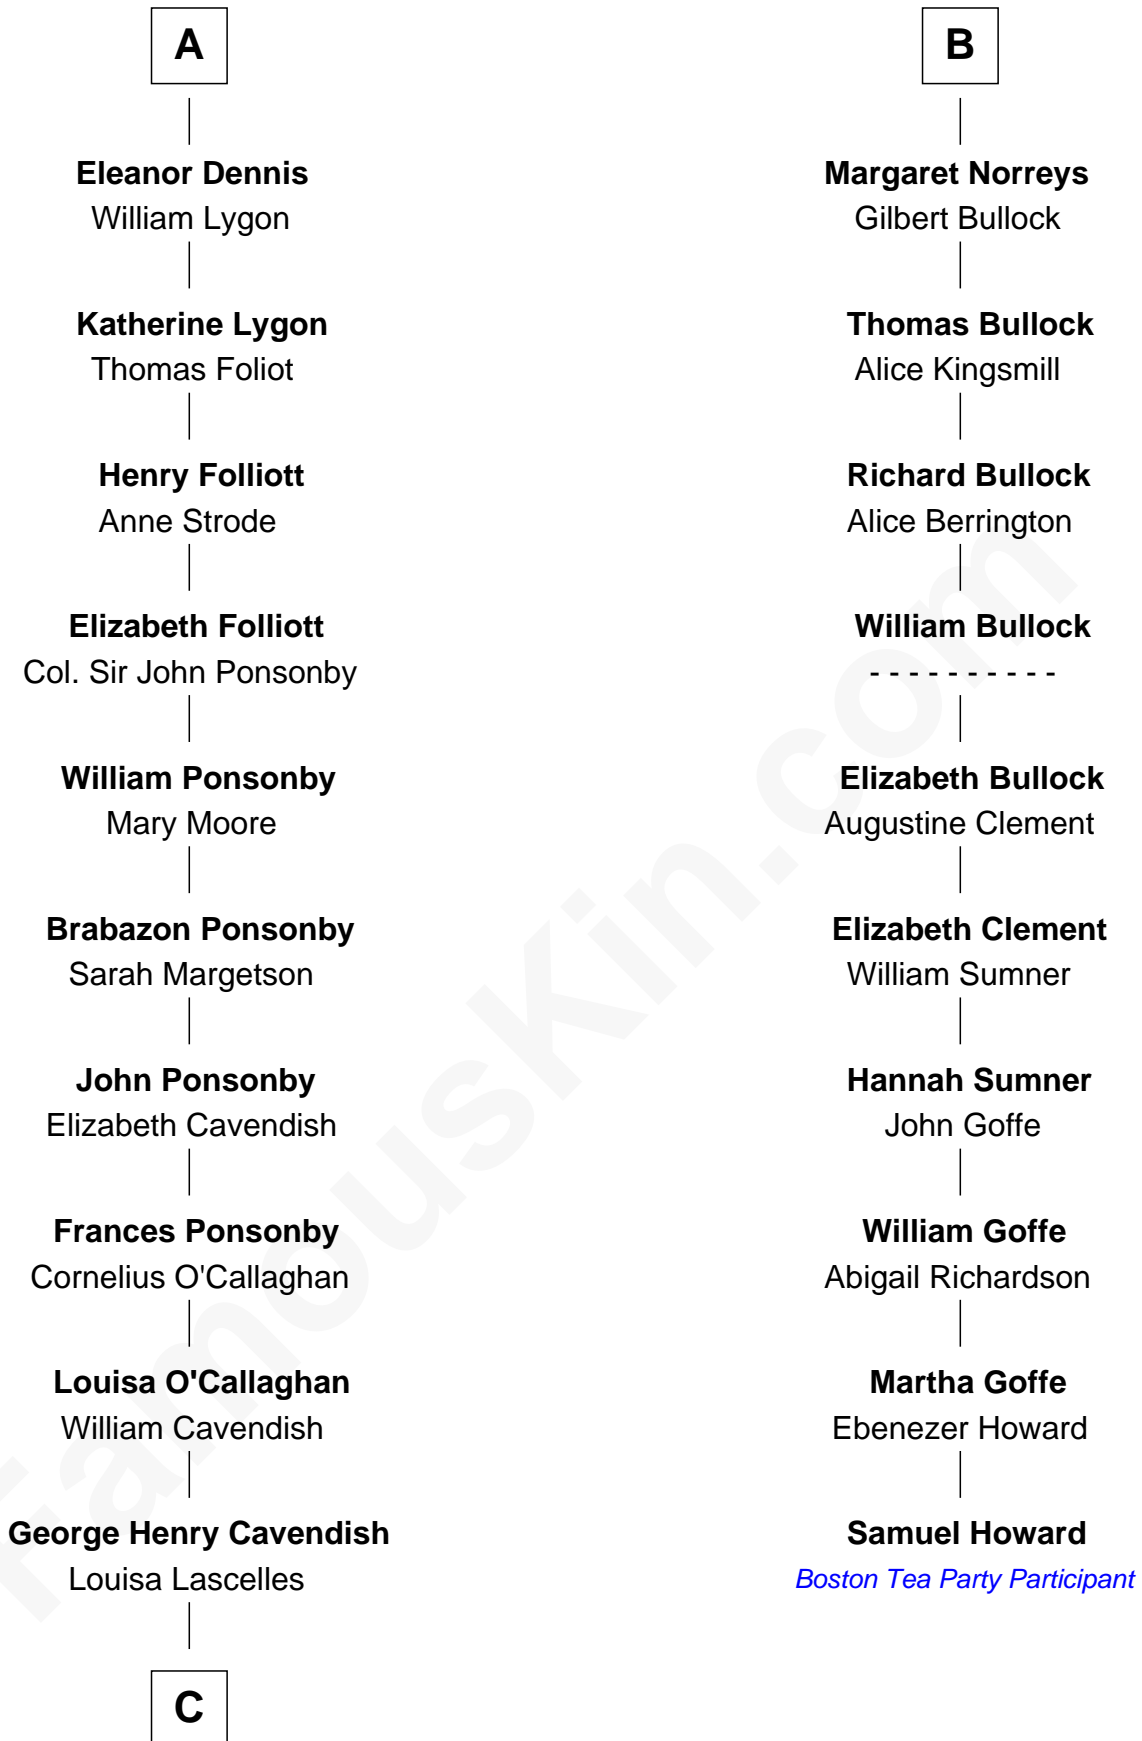 A
Eleanor Dennis
William Lygon
Katherine Lygon
Thomas Foliot
Henry Folliott
Anne Strode
Elizabeth Folliott
Col. Sir John Ponsonby
William Ponsonby
Mary Moore
Brabazon Ponsonby
Sarah Margetson
John Ponsonby
Elizabeth Cavendish
Frances Ponsonby
Cornelius O'Callaghan
Louisa O'Callaghan
William Cavendish
George Henry Cavendish
Louisa Lascelles
C
B
Margaret Norreys
Gilbert Bullock
Thomas Bullock
Alice Kingsmill
Richard Bullock
Alice Berrington
William Bullock
- - - - - - - - - -
Elizabeth Bullock
Augustine Clement
Elizabeth Clement
William Sumner
Hannah Sumner
John Goffe
William Goffe
Abigail Richardson
Martha Goffe
Ebenezer Howard
Samuel Howard
Boston Tea Party Participant
FamousKin.com